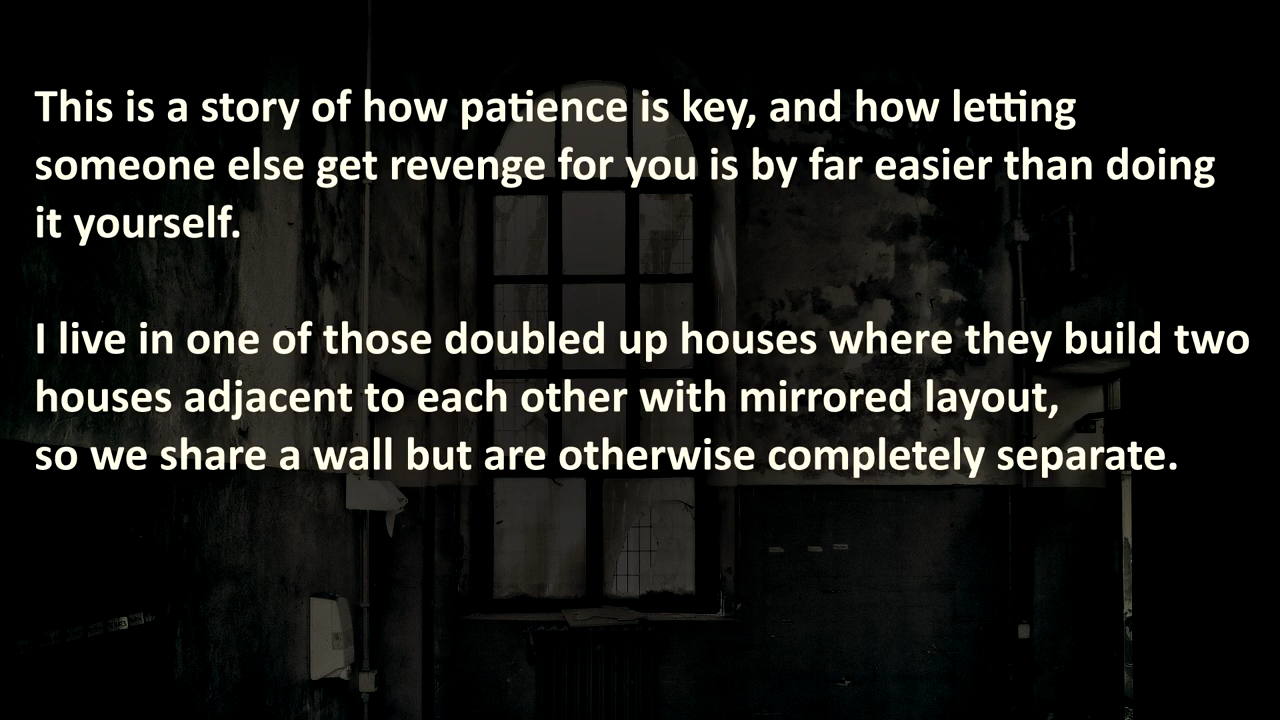 This is a story of how patience is key, and how letting
someone else get revenge for you is by far easier than doing
it yourself.
I live in one of those doubled up houses where they build two
houses adjacent to each other with mirrored layout,
so we share a wall but are otherwise completely separate.